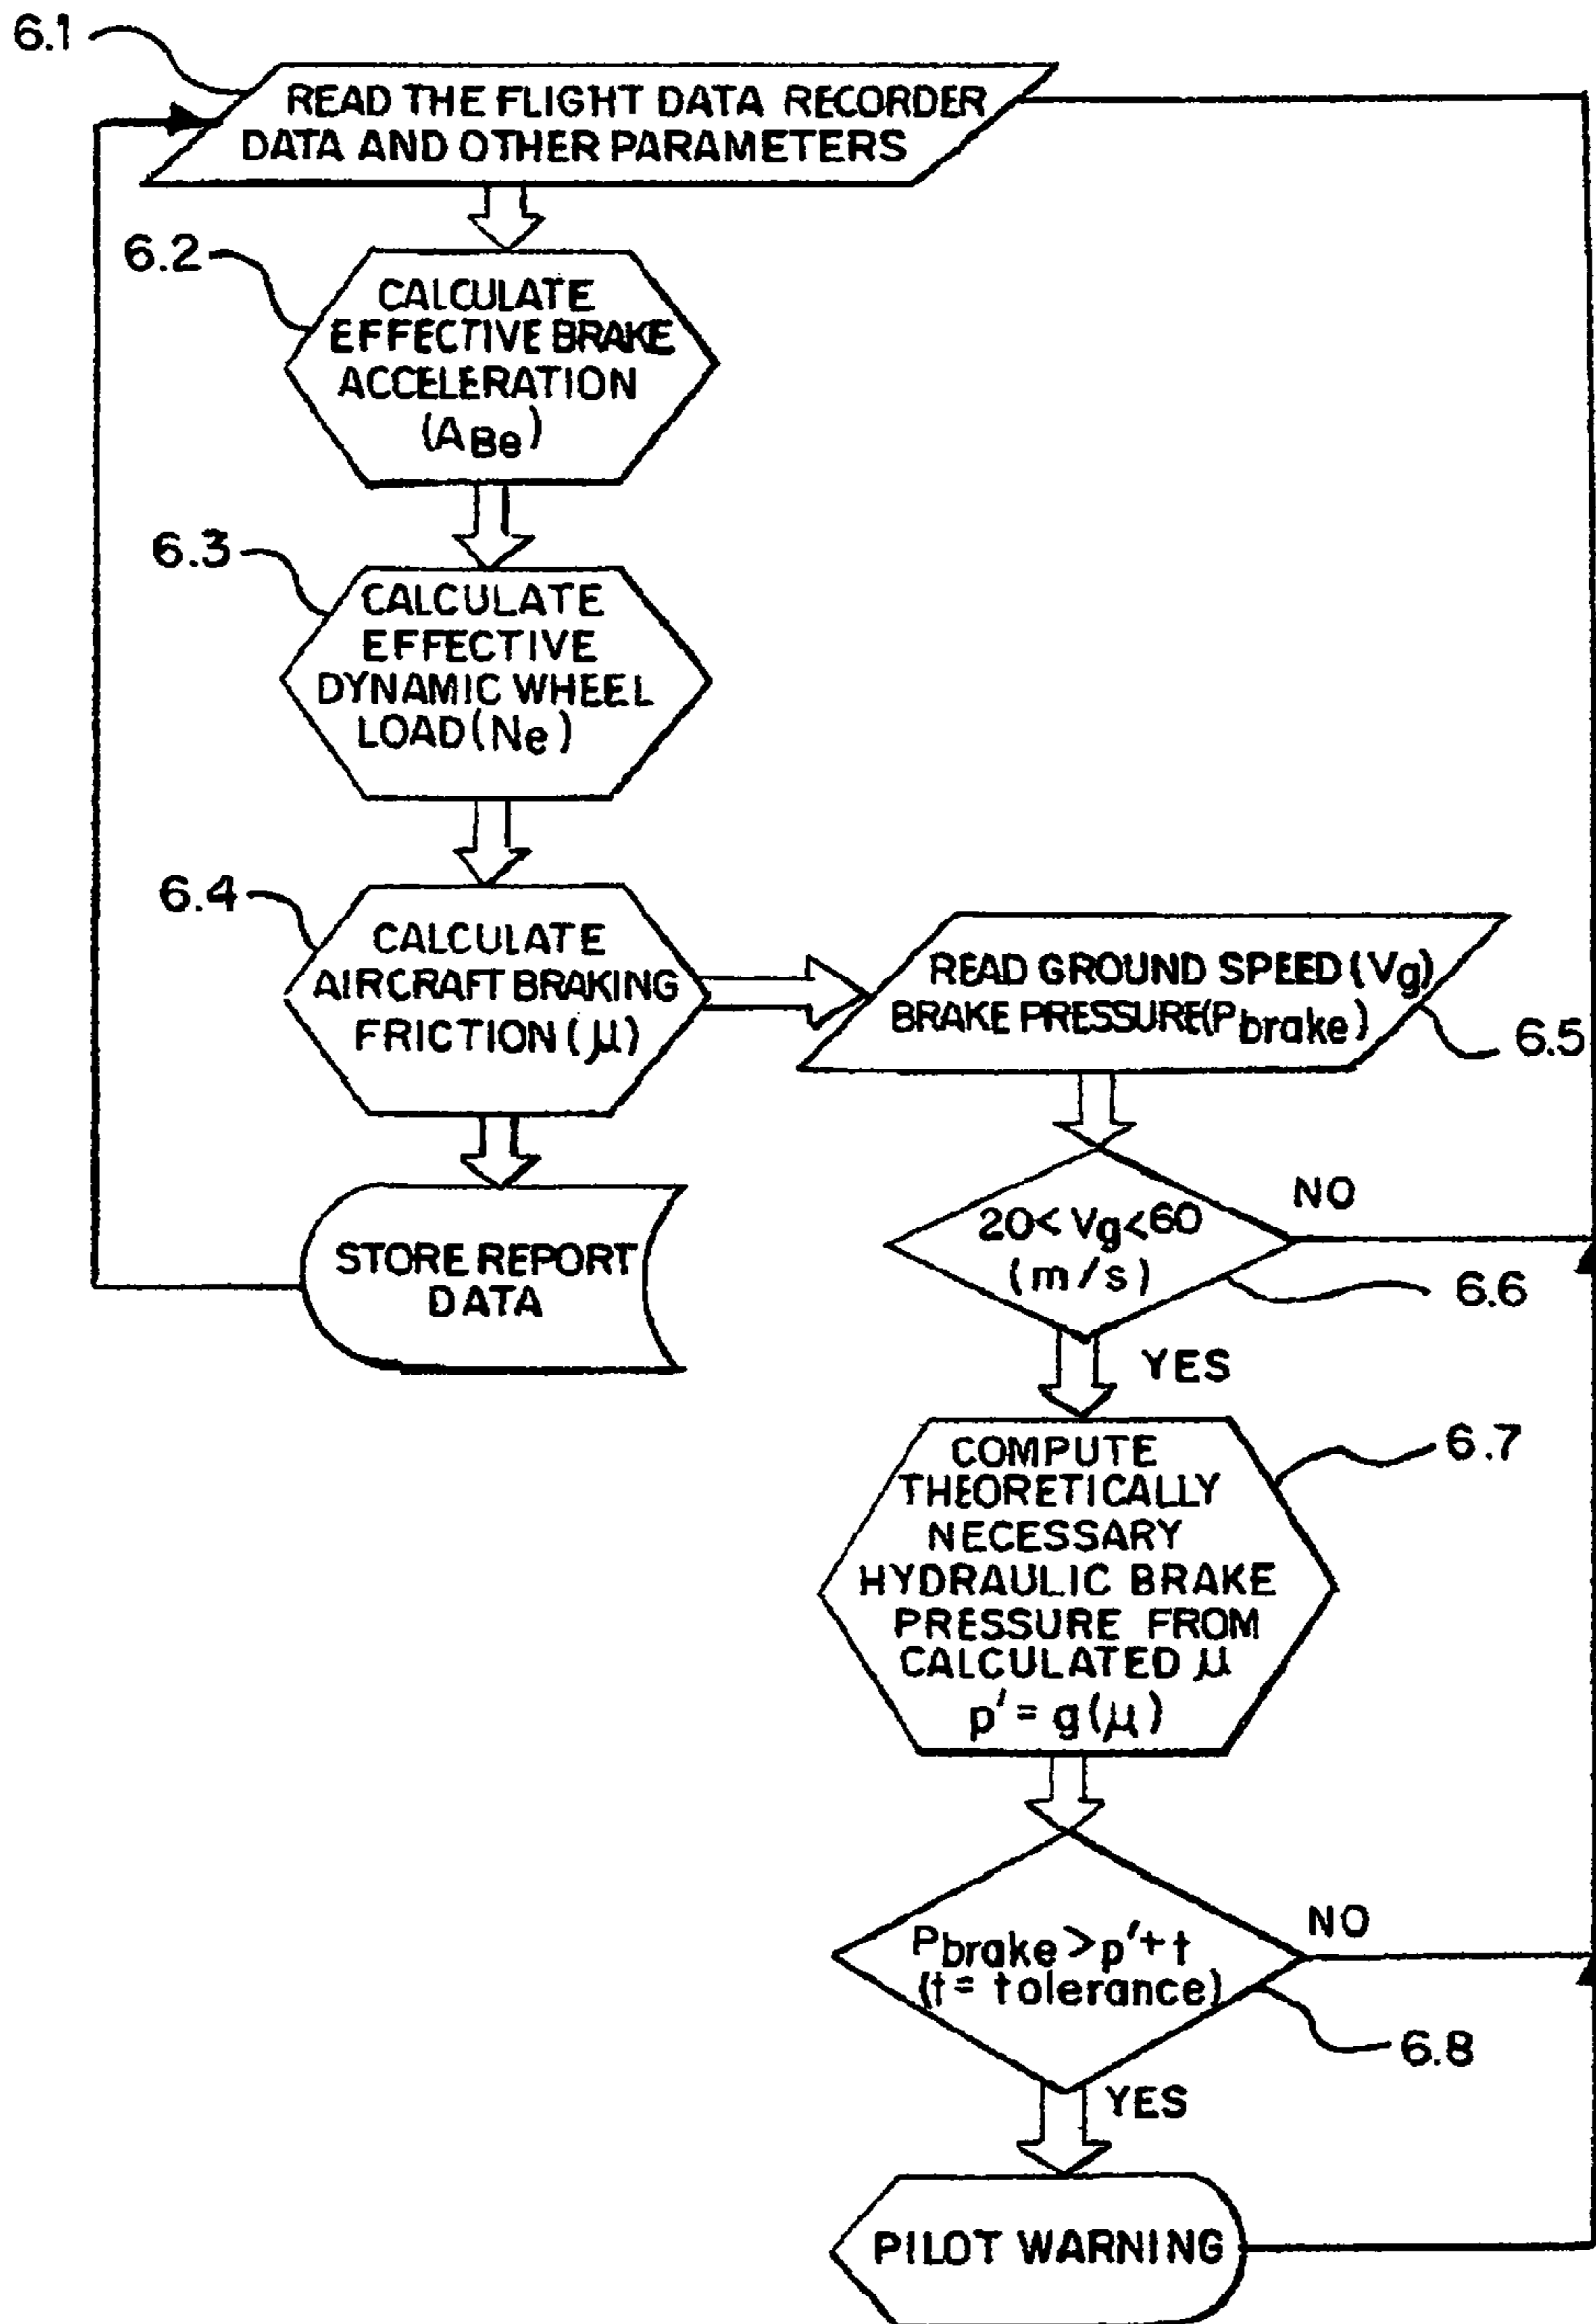 6.1
READ THE FLIGHT DATA RECORDER
DATA AND OTHER PARAMETERS
6.2
CALCULATE
EFFECTIVE BRAKE
ACCELERATION
(ABe)
6.3
CALCULATE
EFFECTIVE
DYNAMIC WHEEL
LOAD(Ne)
6.4
CALCULATE
AIRCRAFT BRAKING
FRICTION (μ)
READ GROUND SPEED (Vg)
BRAKE PRESSURE(Pbrake)
6.5
STORE REPORT
DATA
20< Vg<60
(m/s)
NO
6.6
YES
COMPUTE
THEORETICALLY
NECESSARY
HYDRAULIC BRAKE
PRESSURE FROM
CALCULATED μ
p' = g(μ)
6.7
Pbrake>p'+t
(t= tolerance)
NO
6.8
YES
PILOT WARNING